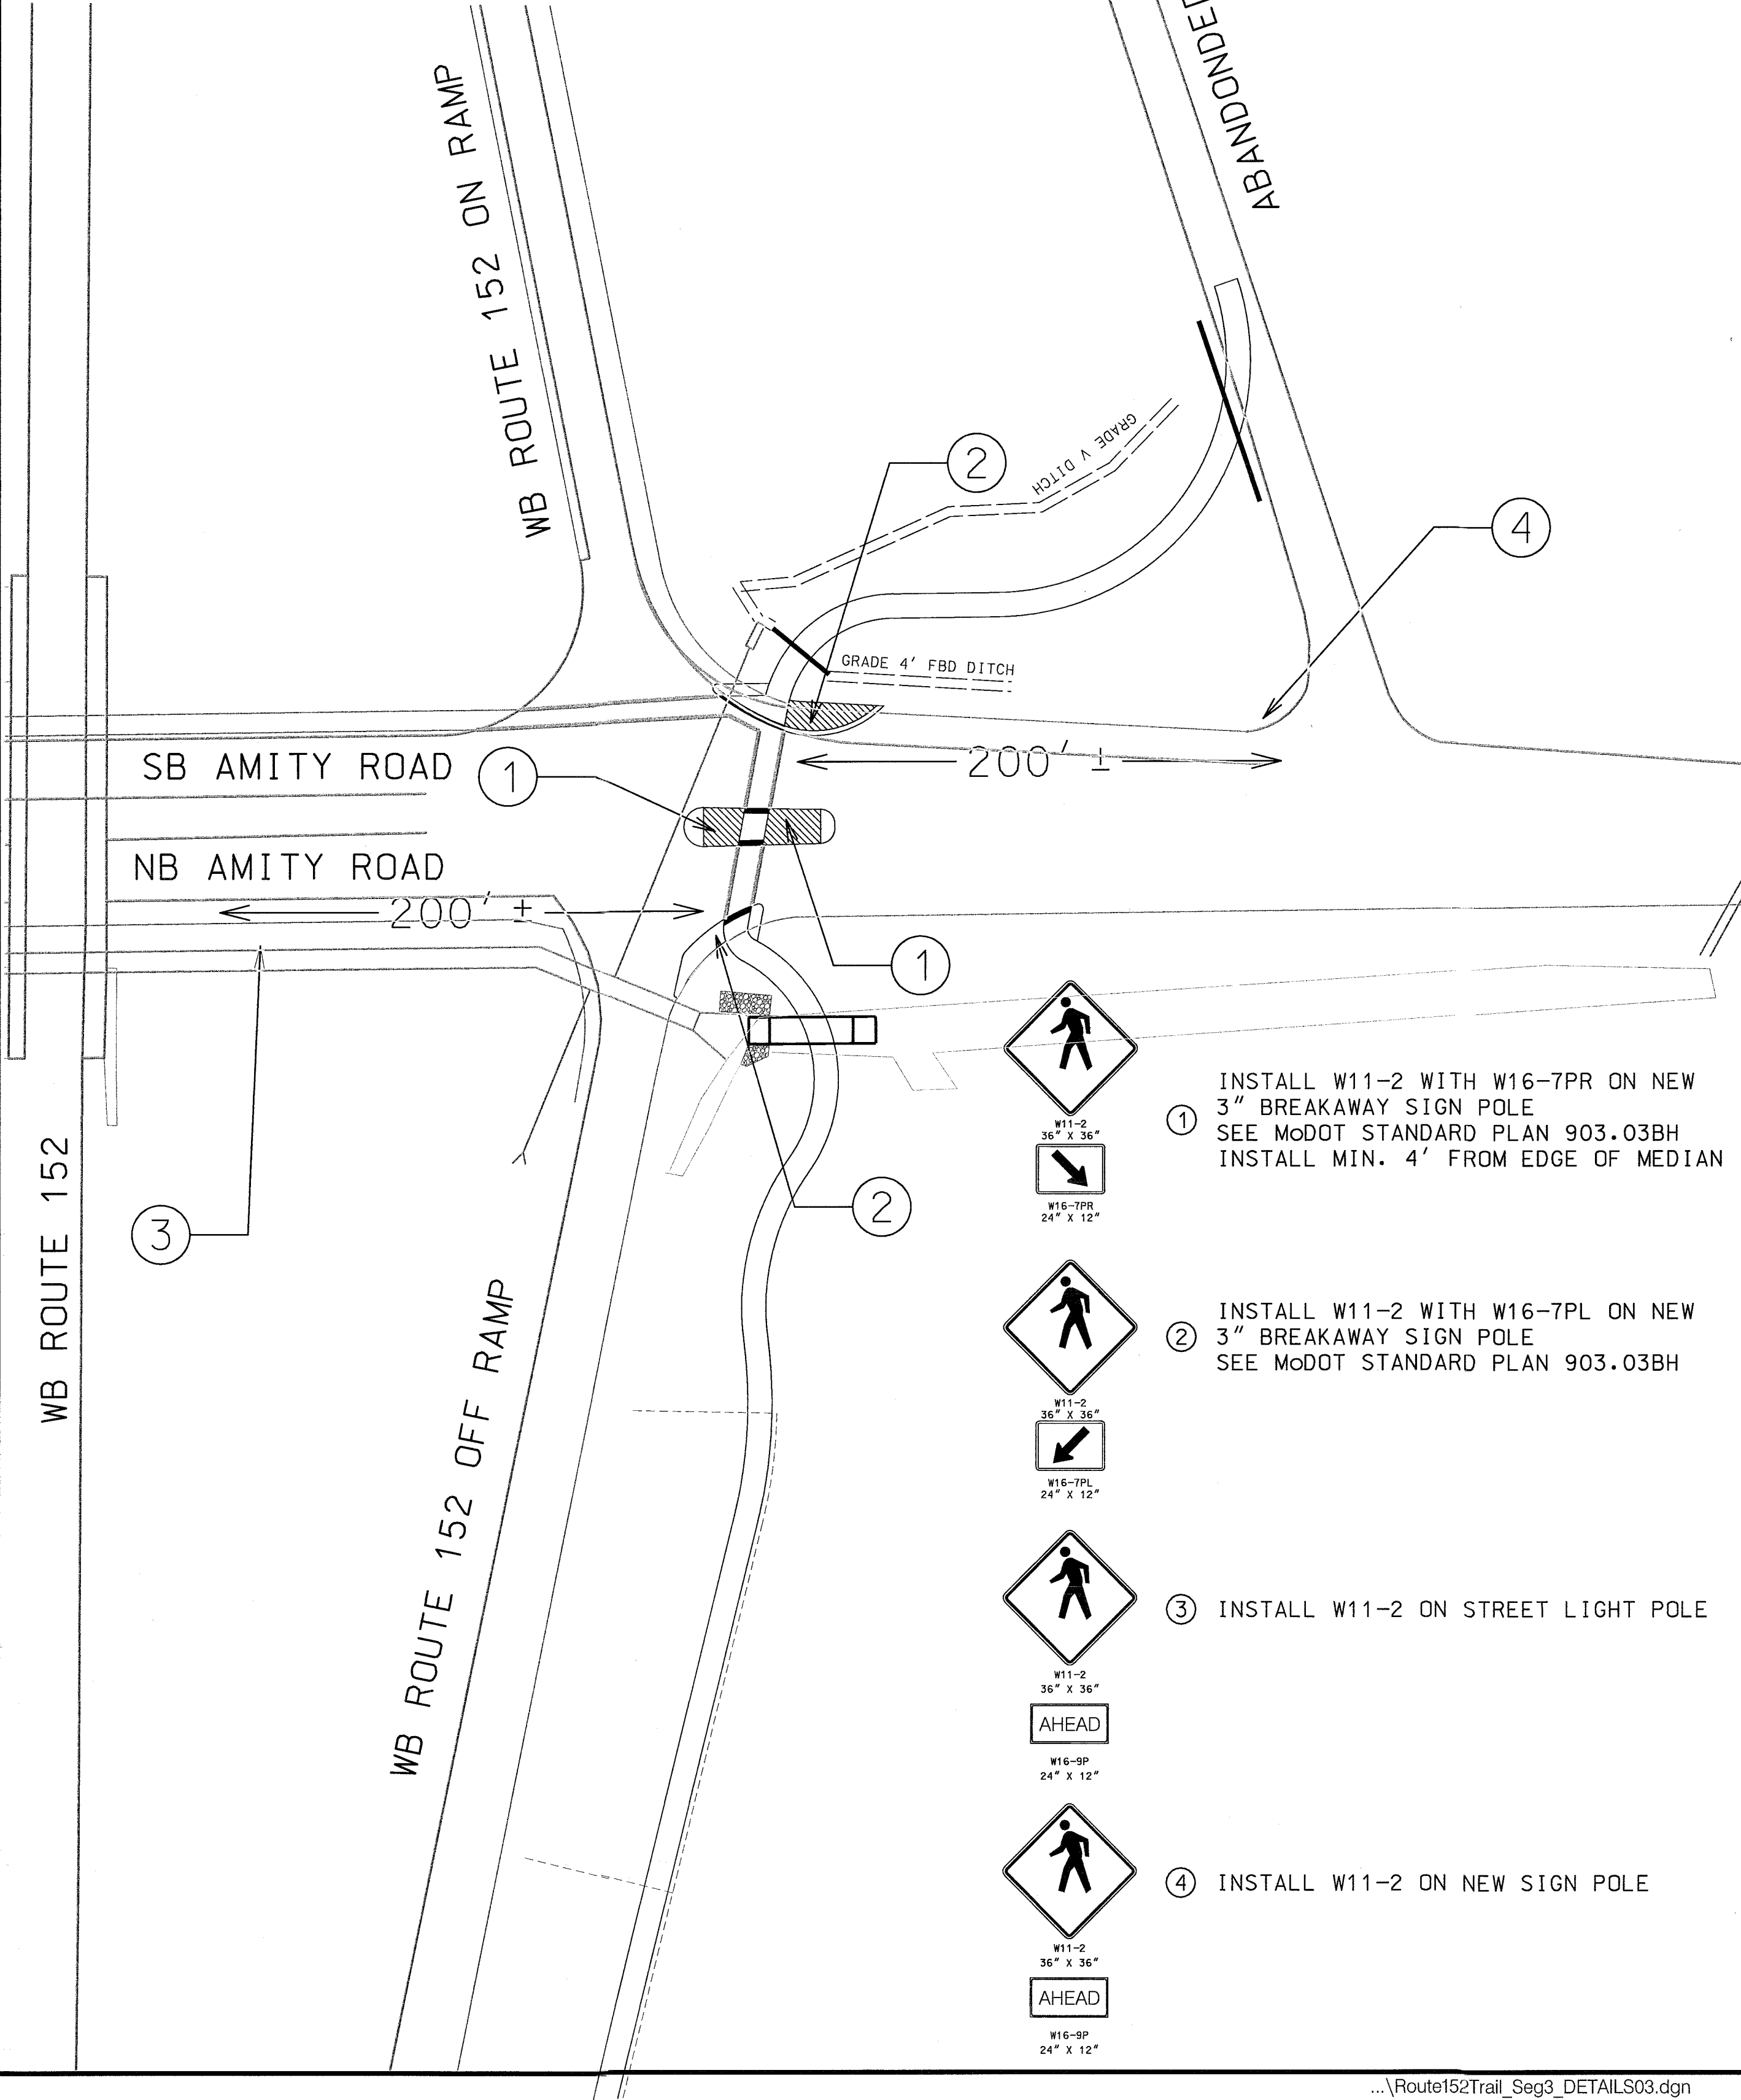 ABANDONED
WB ROUTE 152 ON RAMP
2
GRADE V DITCH
4
GRADE 4' FBD DITCH
SB AMITY ROAD
1
200' ±
NB AMITY ROAD
200' ±
1
2
3
WB ROUTE 152
WB ROUTE 152 OFF RAMP
W11-2
36" X 36"
W16-7PR
24" X 12"
1
INSTALL W11-2 WITH W16-7PR ON NEW
3" BREAKAWAY SIGN POLE
SEE MoDOT STANDARD PLAN 903.03BH
INSTALL MIN. 4' FROM EDGE OF MEDIAN
W11-2
36" X 36"
W16-7PL
24" X 12"
2
INSTALL W11-2 WITH W16-7PL ON NEW
3" BREAKAWAY SIGN POLE
SEE MoDOT STANDARD PLAN 903.03BH
W11-2
36" X 36"
AHEAD
W16-9P
24" X 12"
3
INSTALL W11-2 ON STREET LIGHT POLE
W11-2
36" X 36"
AHEAD
W16-9P
24" X 12"
4
INSTALL W11-2 ON NEW SIGN POLE
...\Route152Trail_Seg3_DETAILS03.dgn